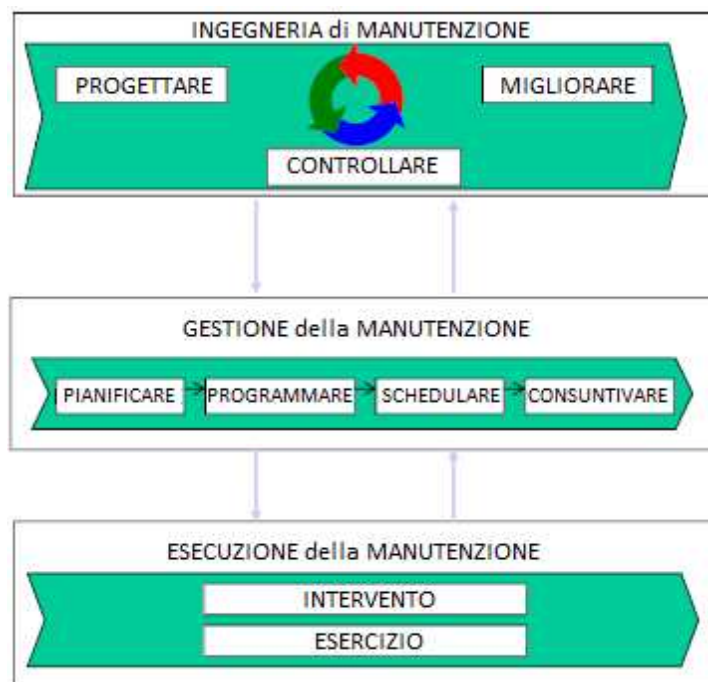 INGEGNERIA di MANUTENZIONE
PROGETTARE
MIGLIORARE
CONTROLLARE
GESTIONE della MANUTENZIONE
PIANIFICARE
PROGRAMMARE
SCHEDULARE
CONSUNTIVARE
ESECUZIONE della MANUTENZIONE
INTERVENTO
ESERCIZIO